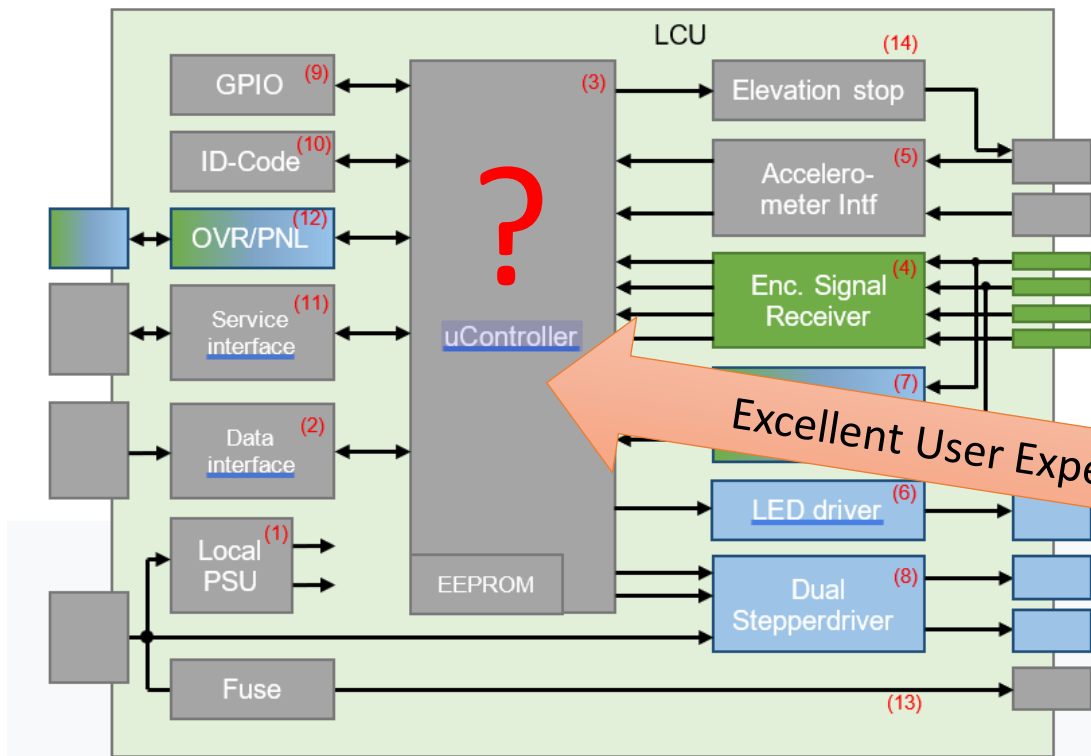 LCU
GPIO
(9)
ID-Code
(10)
OVR/PNL
(12)
Service
interface
(11)
Data
interface
(2)
Local
PSU
(1)
Fuse
(3)
?
uController
EEPROM
Elevation stop
(14)
Accelero-
meter Intf
(5)
Enc. Signal
Receiver
(4)
(7)
Excellent User Expe
LED driver
(6)
Dual
Stepperdriver
(8)
(13)